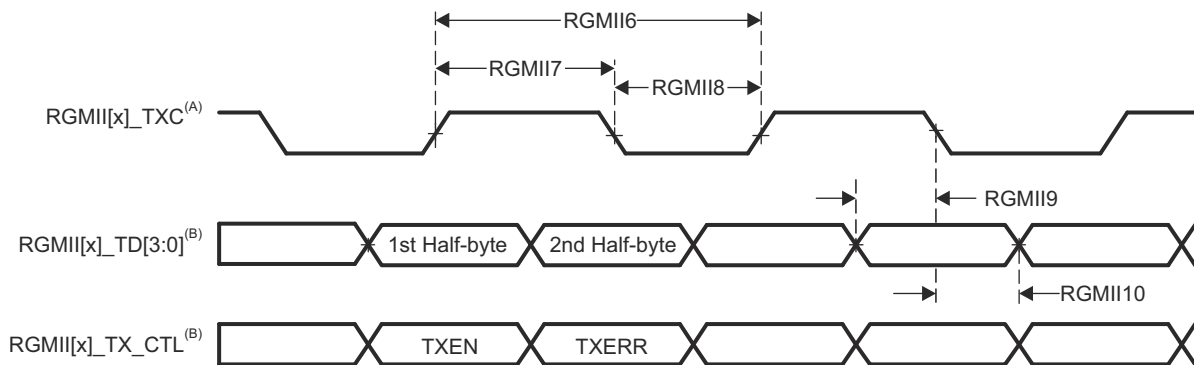 RGMII6
RGMII7
RGMII8
RGMII[x]_TXC(A)
RGMII9
RGMII[x]_TD[3:0](B)
1st Half-byte
2nd Half-byte
RGMII10
RGMII[x]_TX_CTL(B)
TXEN
TXERR